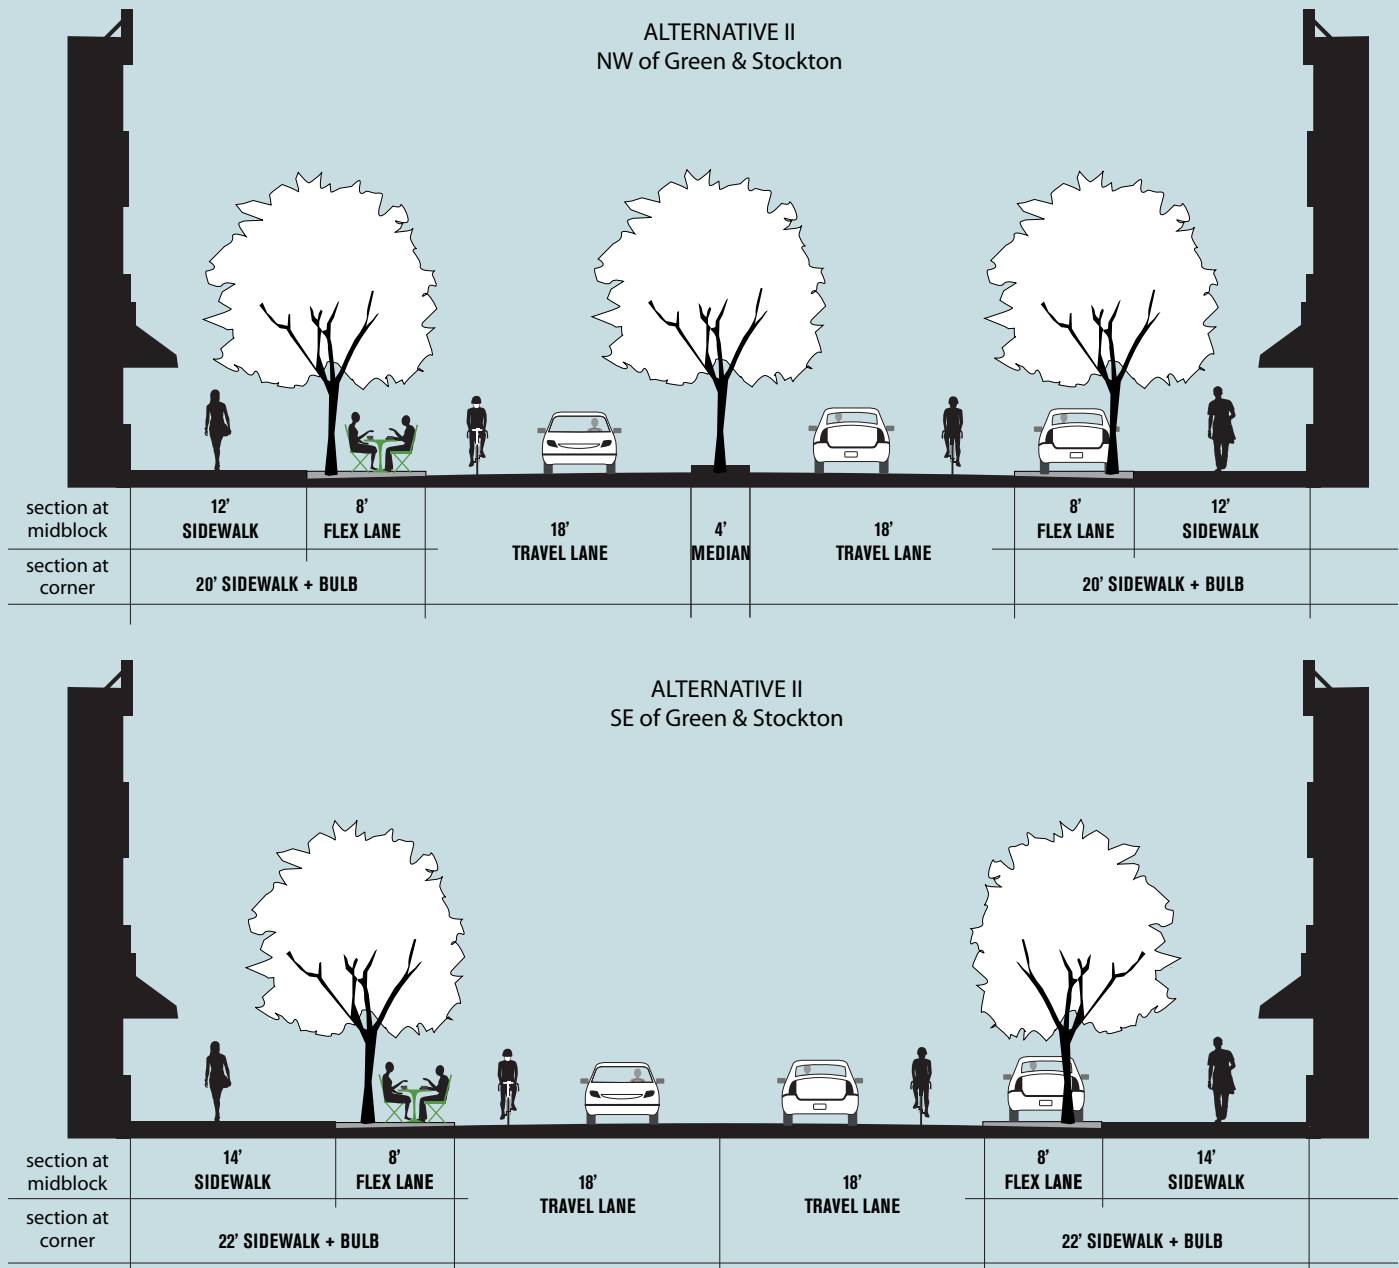 ALTERNATIVE II
NW of Green & Stockton
section at
midblock
12’
SIDEWALK
8’
FLEX LANE
18’
TRAVEL LANE
4’
MEDIAN
18’
TRAVEL LANE
8’
FLEX LANE
12’
SIDEWALK
section at
corner
20’ SIDEWALK + BULB
20’ SIDEWALK + BULB
ALTERNATIVE II
SE of Green & Stockton
section at
midblock
14’
SIDEWALK
8’
FLEX LANE
18’
TRAVEL LANE
18’
TRAVEL LANE
8’
FLEX LANE
14’
SIDEWALK
section at
corner
22’ SIDEWALK + BULB
22’ SIDEWALK + BULB